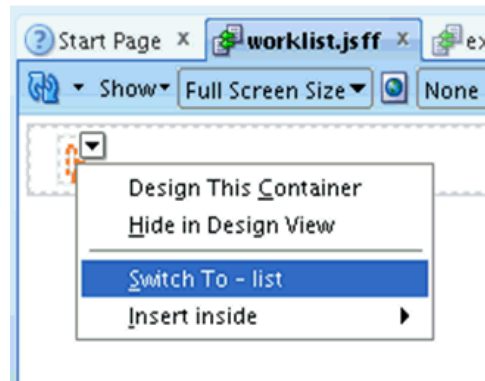 ? Start Page x worklist.jsff x ex
Show Full Screen Size None
Design This Container
Hide in Design View
Switch To - list
Insert inside